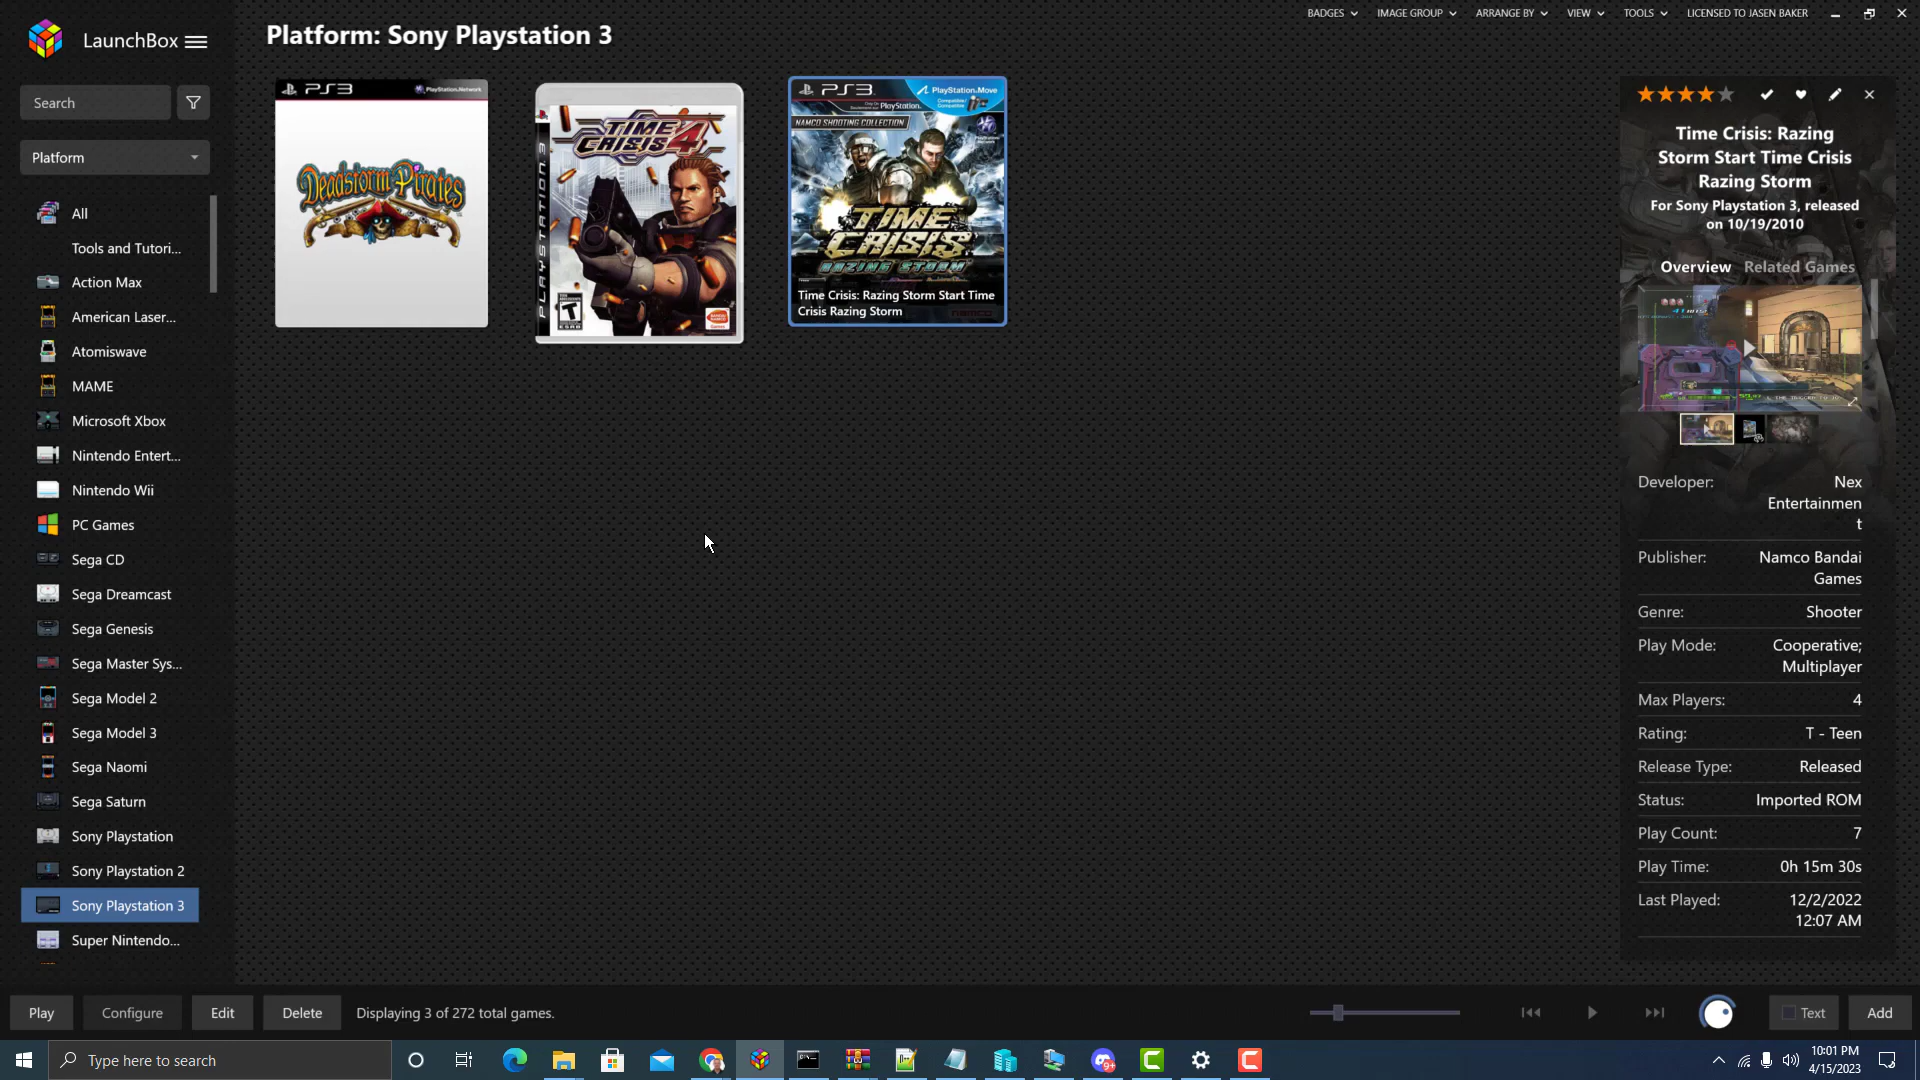 BADGES
IMAGE GROUP
ARRANGE BY
VIEW
TOOLS
LICENSED TO JASEN BAKER
LaunchBox
Platform: Sony Playstation 3
Search
Platform
All
Tools and Tutori...
Action Max
American Laser...
Atomiswave
MAME
Microsoft Xbox
Nintendo Entert...
Nintendo Wii
PC Games
Sega CD
Sega Dreamcast
Sega Genesis
Sega Master Sys...
Sega Model 2
Sega Model 3
Sega Naomi
Sega Saturn
Sony Playstation
Sony Playstation 2
Sony Playstation 3
Super Nintendo...
PS3
PlayStation Network
Deadstorm Pirates
PLAYSTATION 3
TIME
CRISIS 4
T
ESRB
BANDAI
Games
PS3
PlayStation Move
PlayStation
NAMCO SHOOTING COLLECTION
TIME
CRISIS
RAZING STORM
Time Crisis: Razing Storm Start Time
Crisis Razing Storm
Time Crisis: Razing
Storm Start Time Crisis
Razing Storm
For Sony Playstation 3, released
on 10/19/2010
Overview
Related Games
Developer:
Nex
Entertainmen
t
Publisher:
Namco Bandai
Games
Genre:
Shooter
Play Mode:
Cooperative;
Multiplayer
Max Players:
4
Rating:
T - Teen
Release Type:
Released
Status:
Imported ROM
Play Count:
7
Play Time:
0h 15m 30s
Last Played:
12/2/2022
12:07 AM
Play
Configure
Edit
Delete
Displaying 3 of 272 total games.
Text
Add
Type here to search
9+
10:01 PM
4/15/2023